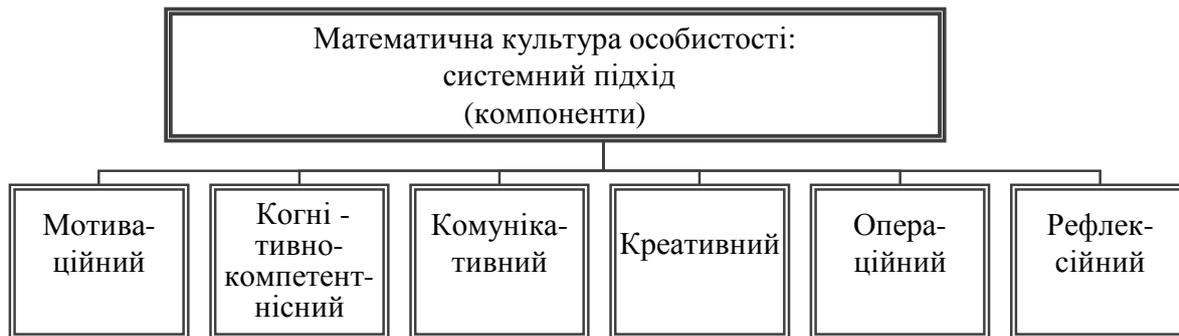 Математична культура особистості:
системний підхід
(компоненти)
Мотива-
ційний
Когні -
тивно-
компетент-
нісний
Комуніка-
тивний
Креативний
Опера-
ційний
Рефлек-
сійний